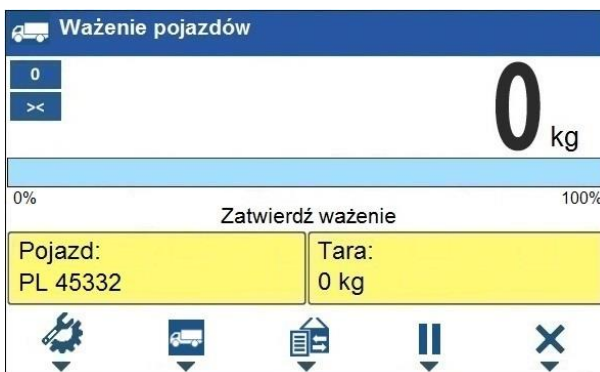 Ważenie pojazdów
0
><
0 kg
0% 100%
Zatwierdź ważenie
Pojazd: Tara:
PL 45332 0 kg